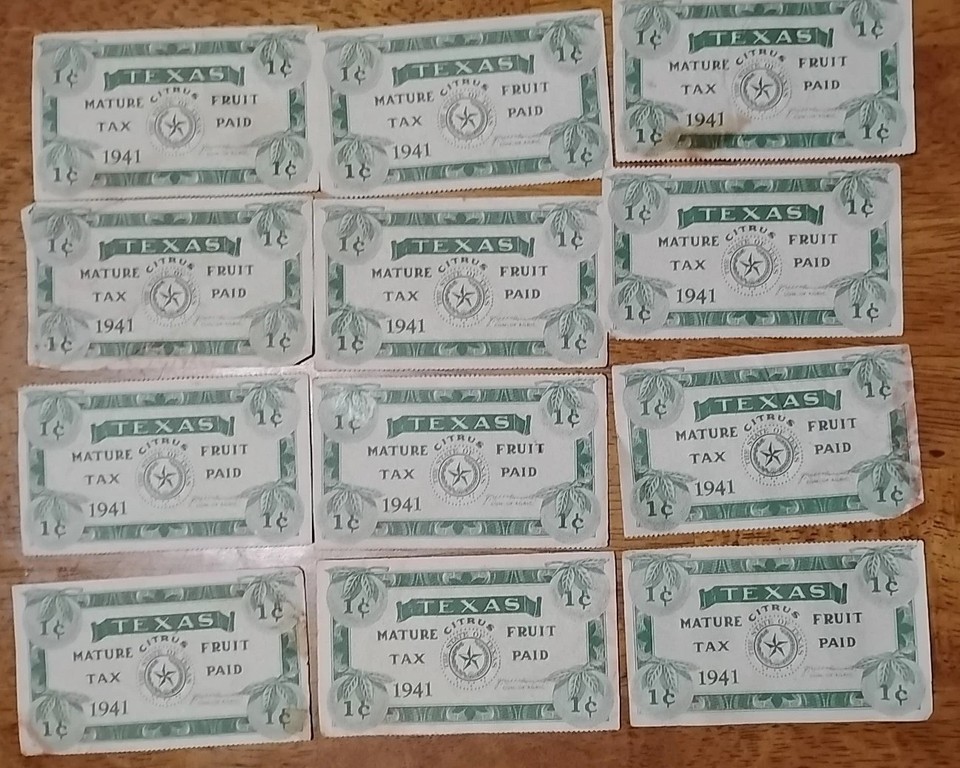 1¢ TEXAS 1¢
MATURE CITRUS FRUIT
TAX PAID
1941
1¢ 1¢
1¢ TEXAS 1¢
MATURE CITRUS FRUIT
TAX PAID
1941
1¢ 1¢
1¢ TEXAS 1¢
MATURE CITRUS FRUIT
TAX PAID
1941
1¢ 1¢
1¢ TEXAS 1¢
MATURE CITRUS FRUIT
TAX PAID
1941
1¢ 1¢
1¢ TEXAS 1¢
MATURE CITRUS FRUIT
TAX PAID
1941
1¢ 1¢
1¢ TEXAS 1¢
MATURE CITRUS FRUIT
TAX PAID
1941
1¢ 1¢
1¢ TEXAS 1¢
MATURE CITRUS FRUIT
TAX PAID
1941
1¢ 1¢
1¢ TEXAS 1¢
MATURE CITRUS FRUIT
TAX PAID
1941
1¢ 1¢
1¢ TEXAS 1¢
MATURE CITRUS FRUIT
TAX PAID
1941
1¢ 1¢
1¢ TEXAS 1¢
MATURE CITRUS FRUIT
TAX PAID
1941
1¢ 1¢
1¢ TEXAS 1¢
MATURE CITRUS FRUIT
TAX PAID
1941
1¢ 1¢
1¢ TEXAS 1¢
MATURE CITRUS FRUIT
TAX PAID
1941
1¢ 1¢